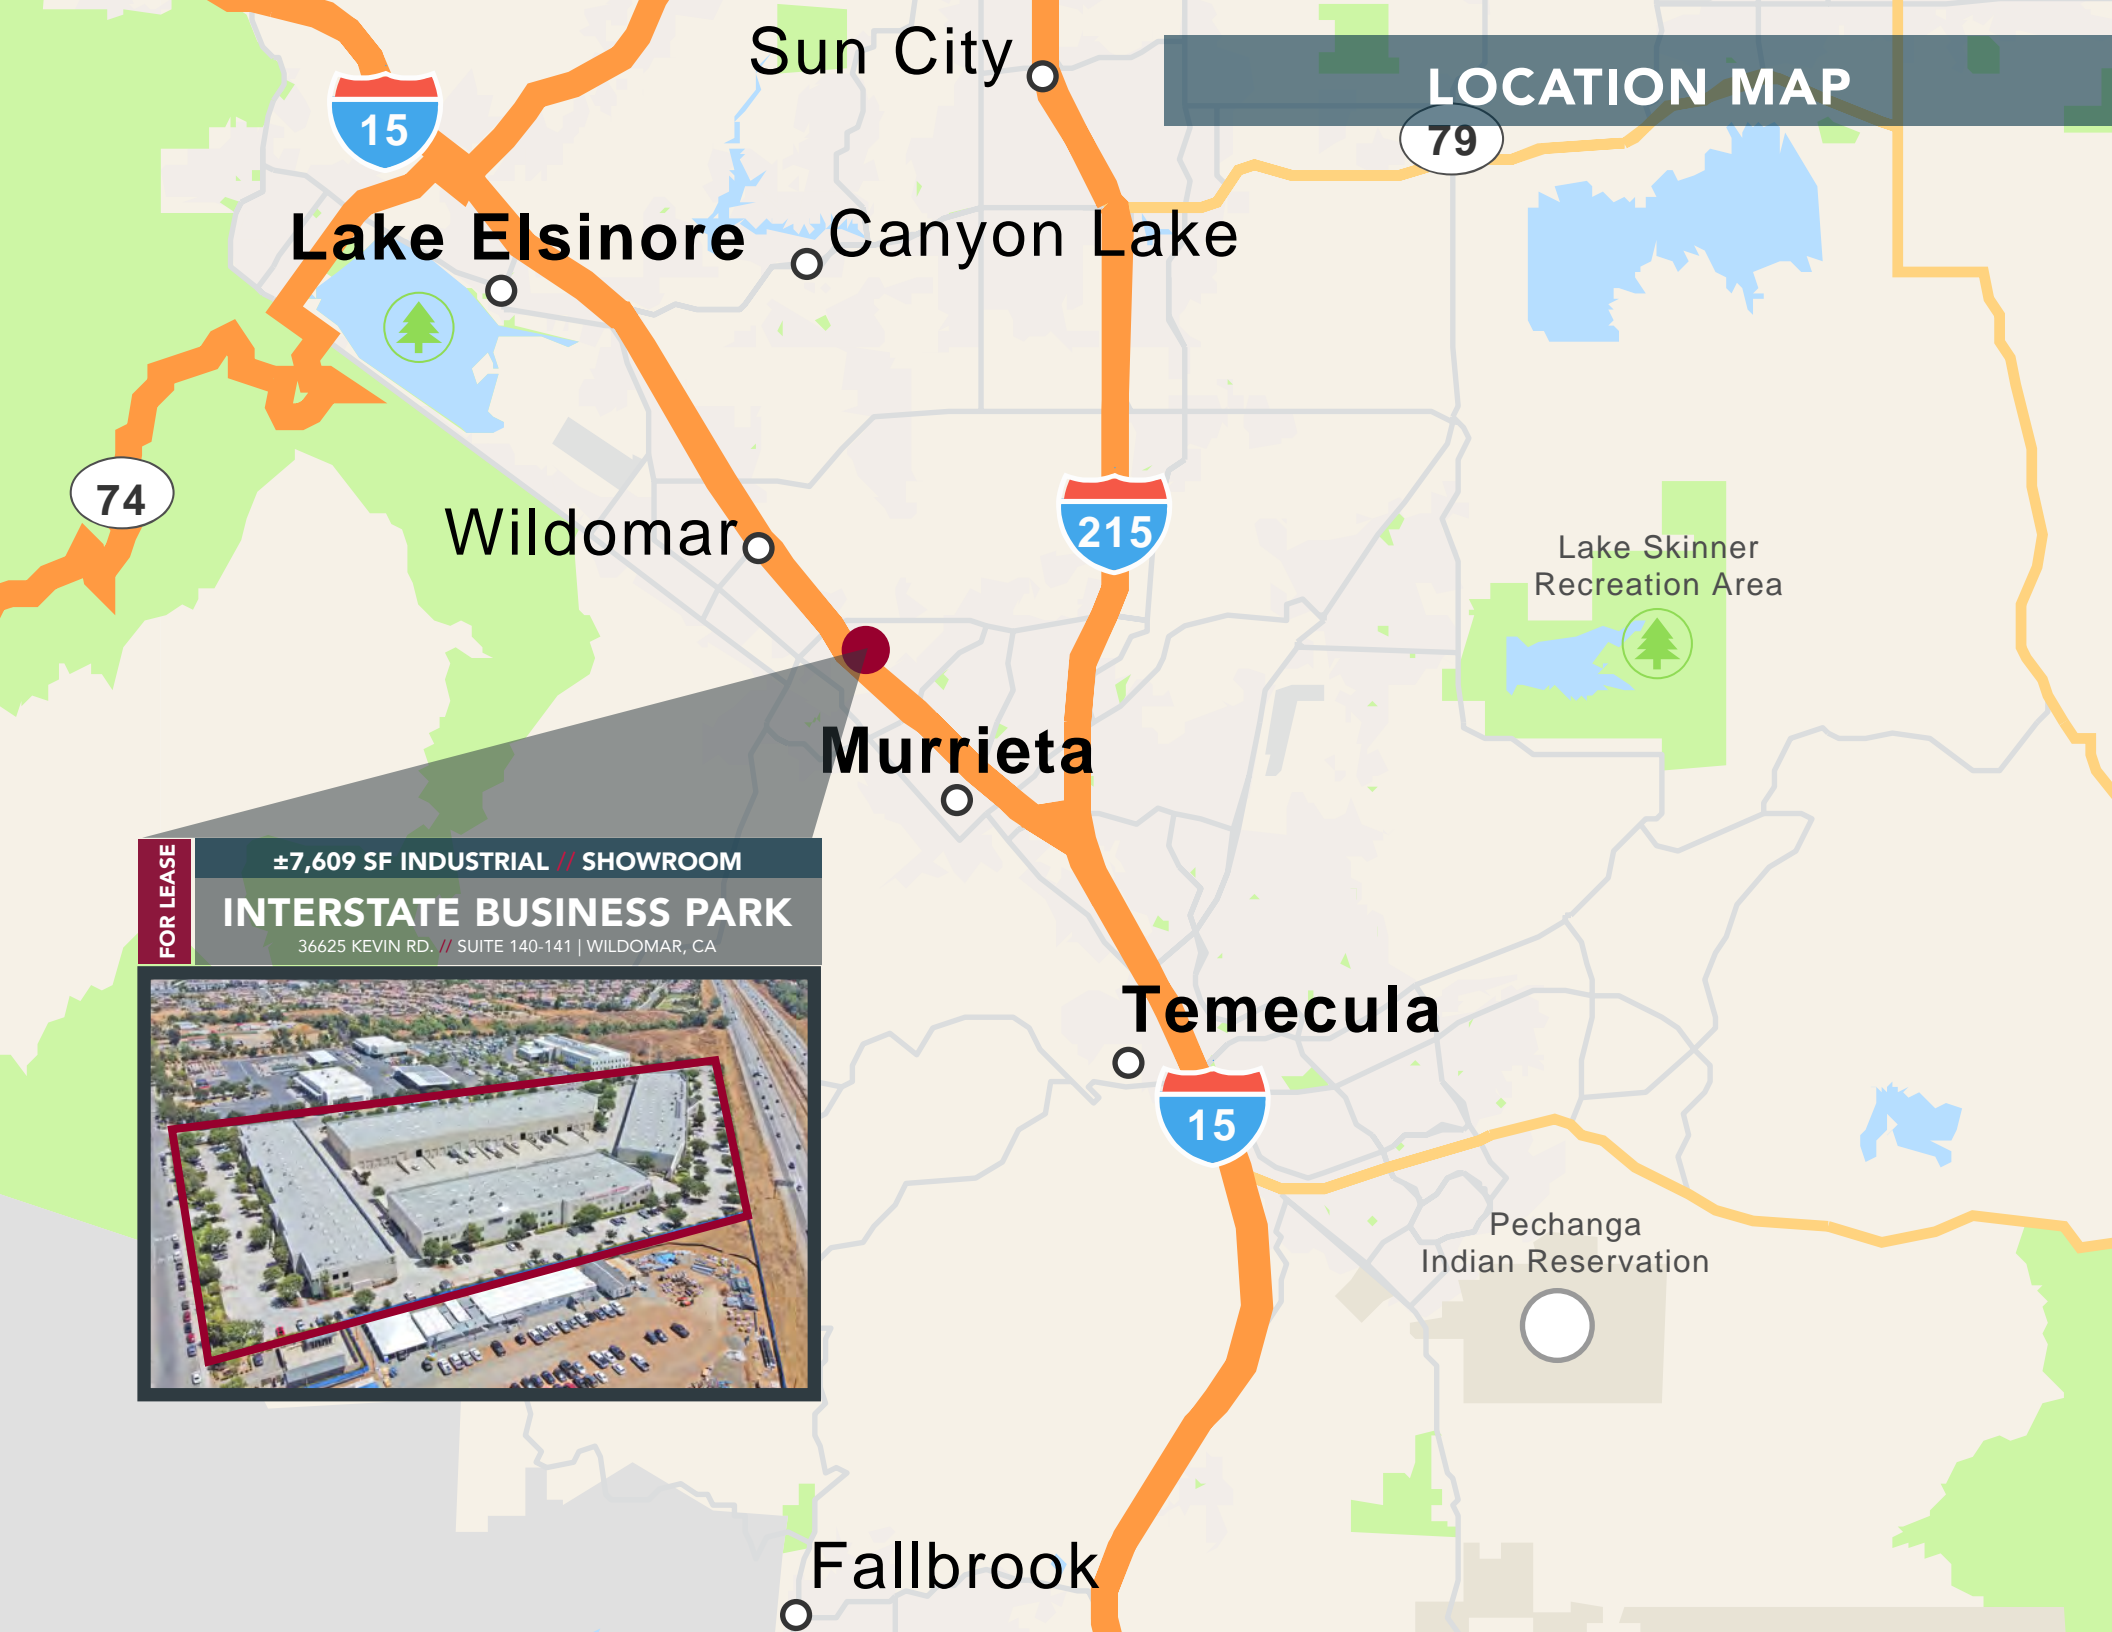 Sun City
LOCATION MAP
79
15
Lake Elsinore
Canyon Lake
74
Wildomar
215
Lake Skinner
Recreation Area
Murrieta
FOR LEASE
±7,609 SF INDUSTRIAL // SHOWROOM
INTERSTATE BUSINESS PARK
36625 KEVIN RD. // SUITE 140-141 | WILDOMAR, CA
Temecula
15
Pechanga
Indian Reservation
Fallbrook